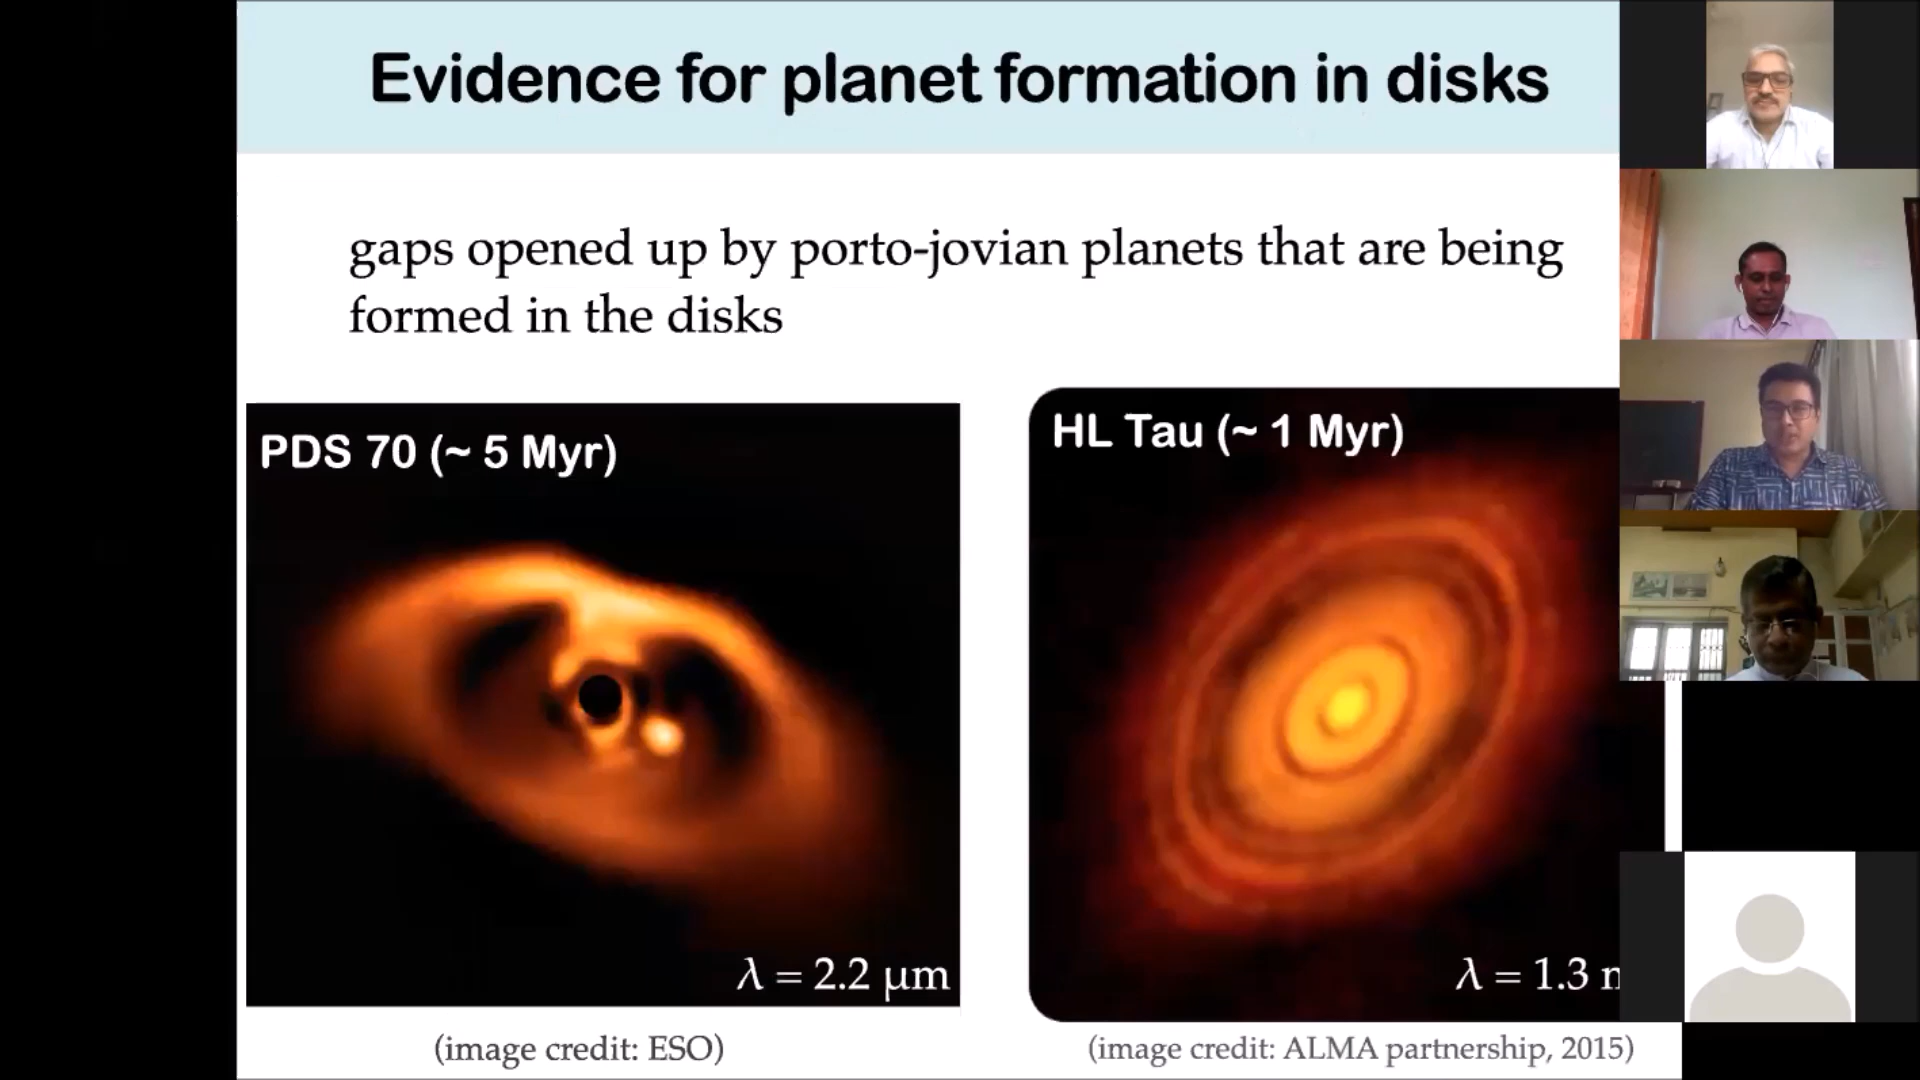 Evidence for planet formation in disks
gaps opened up by porto-jovian planets that are being
formed in the disks
PDS 70 (~ 5 Myr)
HL Tau (~ 1 Myr)
λ = 2.2 μm
λ = 1.3
(image credit: ESO)
(image credit: ALMA partnership, 2015)